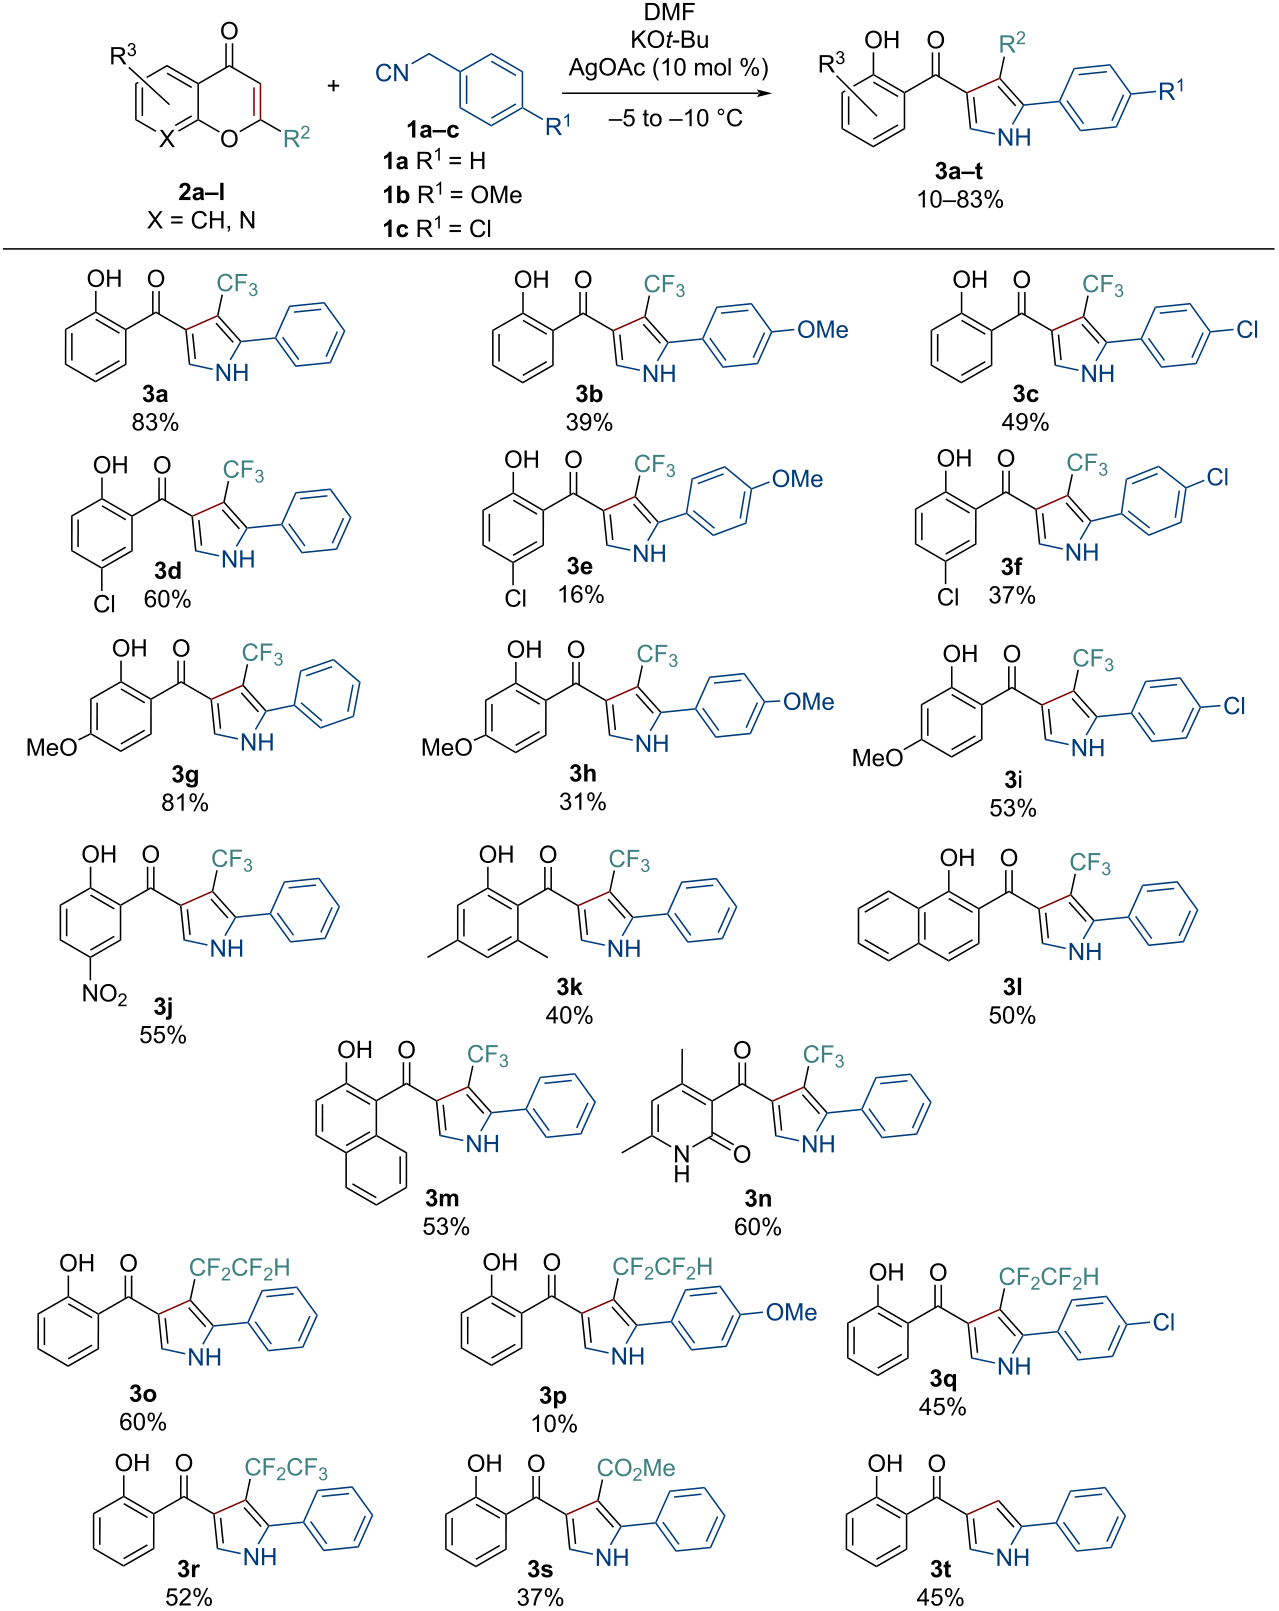 DMF
KOt-Bu
AgOAc (10 mol %)
–5 to –10 °C
R³ O X O R²
+
CN R¹
R³ OH O R² NH R¹
2a–l
X = CH, N
1a–c
1a R¹ = H
1b R¹ = OMe
1c R¹ = Cl
3a–t
10–83%
OH O CF₃ NH
3a
83%
OH O CF₃ NH OMe
3b
39%
OH O CF₃ NH Cl
3c
49%
OH O CF₃ NH Cl
3d
60%
OH O CF₃ NH OMe Cl
3e
16%
OH O CF₃ NH Cl Cl
3f
37%
OH O CF₃ NH MeO
3g
81%
OH O CF₃ NH OMe MeO
3h
31%
OH O CF₃ NH Cl MeO
3i
53%
OH O CF₃ NH NO₂
3j
55%
OH O CF₃ NH
3k
40%
OH O CF₃ NH
3l
50%
OH O CF₃ NH
3m
53%
O CF₃ NH N H O
3n
60%
OH O CF₂CF₂H NH
3o
60%
OH O CF₂CF₂H NH OMe
3p
10%
OH O CF₂CF₂H NH Cl
3q
45%
OH O CF₂CF₃ NH
3r
52%
OH O CO₂Me NH
3s
37%
OH O NH
3t
45%